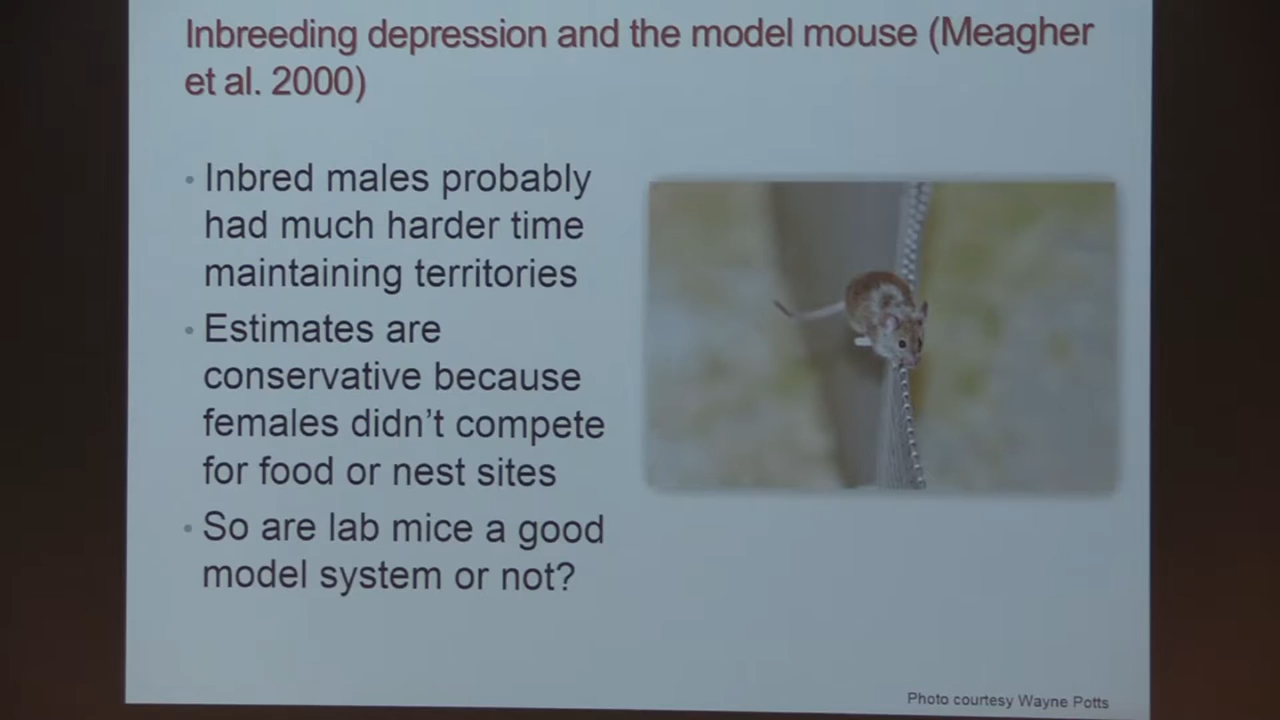 Inbreeding depression and the model mouse (Meagher
et al. 2000)
• Inbred males probably
had much harder time
maintaining territories
• Estimates are
conservative because
females didn't compete
for food or nest sites
• So are lab mice a good
model system or not?
Photo courtesy Wayne Potts